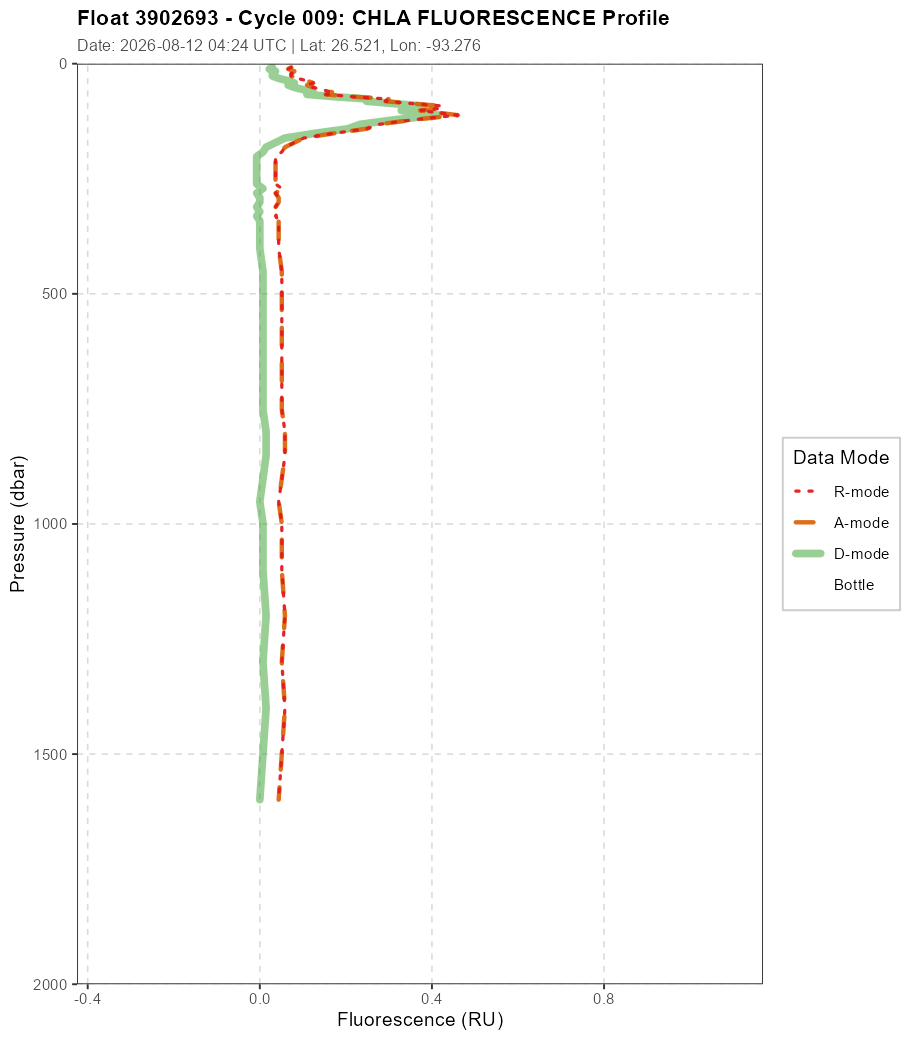 Float 3902693 - Cycle 009: CHLA FLUORESCENCE Profile
Date: 2026-08-12 04:24 UTC | Lat: 26.521, Lon: -93.276
0
500
1000
1500
2000
Pressure (dbar)
-0.4
0.0
0.4
0.8
Fluorescence (RU)
Data Mode
R-mode
A-mode
D-mode
Bottle